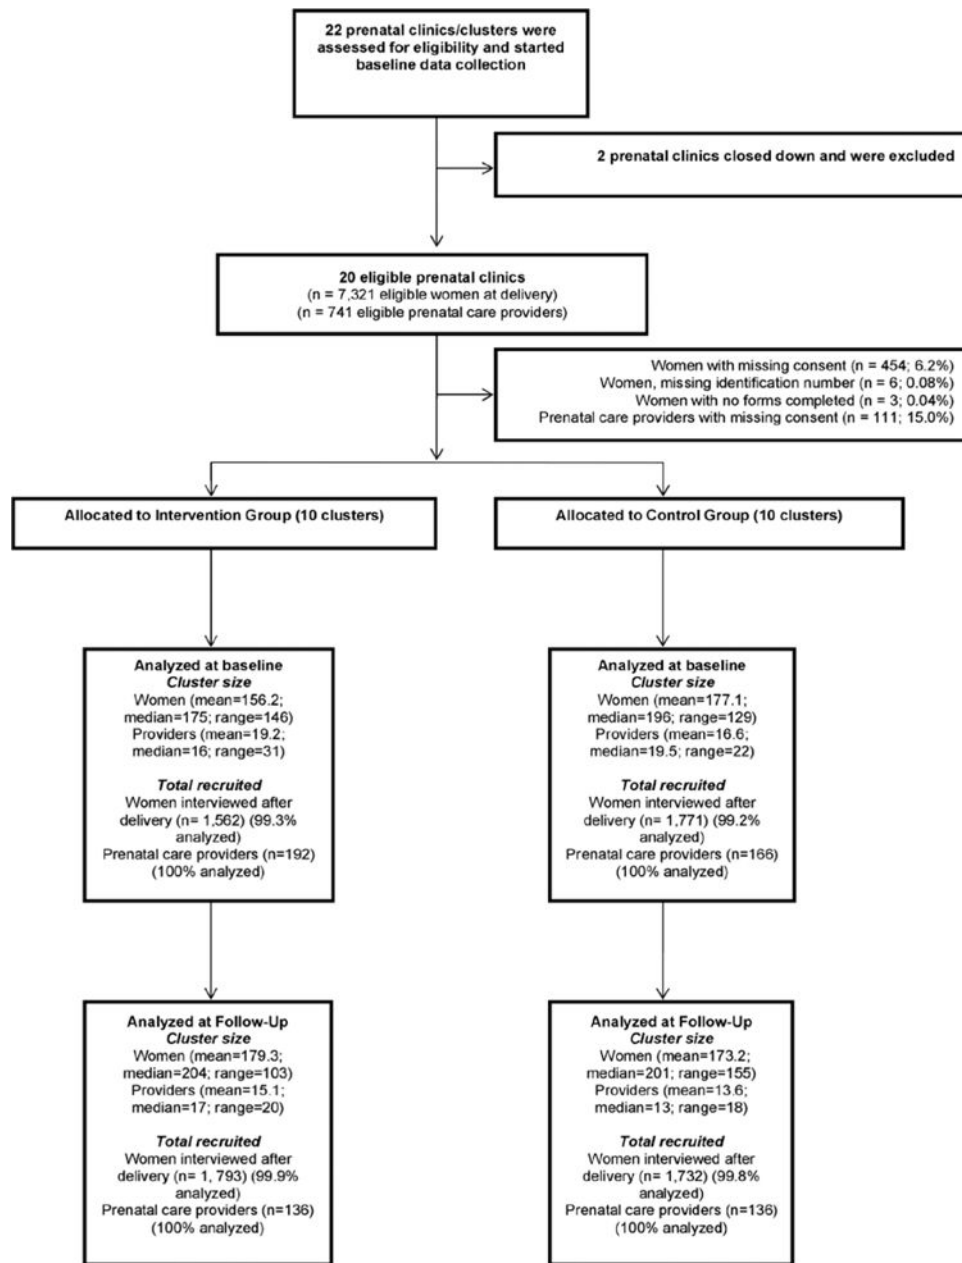 22 prenatal clinics/clusters were
assessed for eligibility and started
baseline data collection
2 prenatal clinics closed down and were excluded
20 eligible prenatal clinics
(n = 7,321 eligible women at delivery)
(n = 741 eligible prenatal care providers)
Women with missing consent (n = 454; 6.2%)
Women, missing identification number (n = 6; 0.08%)
Women with no forms completed (n = 3; 0.04%)
Prenatal care providers with missing consent (n = 111; 15.0%)
Allocated to Intervention Group (10 clusters)
Allocated to Control Group (10 clusters)
Analyzed at baseline
Cluster size
Women (mean=156.2;
median=175; range=146)
Providers (mean=19.2;
median=16; range=31)
Total recruited
Women interviewed after
delivery (n= 1,562) (99.3%
analyzed)
Prenatal care providers (n=192)
(100% analyzed)
Analyzed at baseline
Cluster size
Women (mean=177.1;
median=196; range=129)
Providers (mean=16.6;
median=19.5; range=22)
Total recruited
Women interviewed after
delivery (n= 1,771) (99.2%
analyzed)
Prenatal care providers (n=166)
(100% analyzed)
Analyzed at Follow-Up
Cluster size
Women (mean=179.3;
median=204; range=103)
Providers (mean=15.1;
median=17; range=20)
Total recruited
Women interviewed after
delivery (n= 1, 793) (99.9%
analyzed)
Prenatal care providers (n=136)
(100% analyzed)
Analyzed at Follow-Up
Cluster size
Women (mean=173.2;
median=201; range=155)
Providers (mean=13.6;
median=13; range=18)
Total recruited
Women interviewed after
delivery (n= 1,732) (99.8%
analyzed)
Prenatal care providers (n=136)
(100% analyzed)